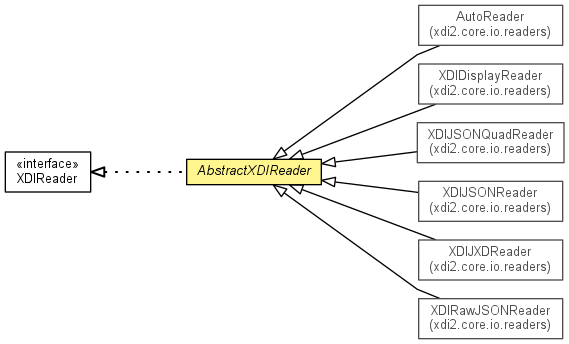 AutoReader
(xdi2.core.io.readers)
XDIDisplayReader
(xdi2.core.io.readers)
XDIJSONQuadReader
(xdi2.core.io.readers)
«interface»
XDIReader
AbstractXDIReader
XDIJSONReader
(xdi2.core.io.readers)
XDIJXDReader
(xdi2.core.io.readers)
XDIRawJSONReader
(xdi2.core.io.readers)